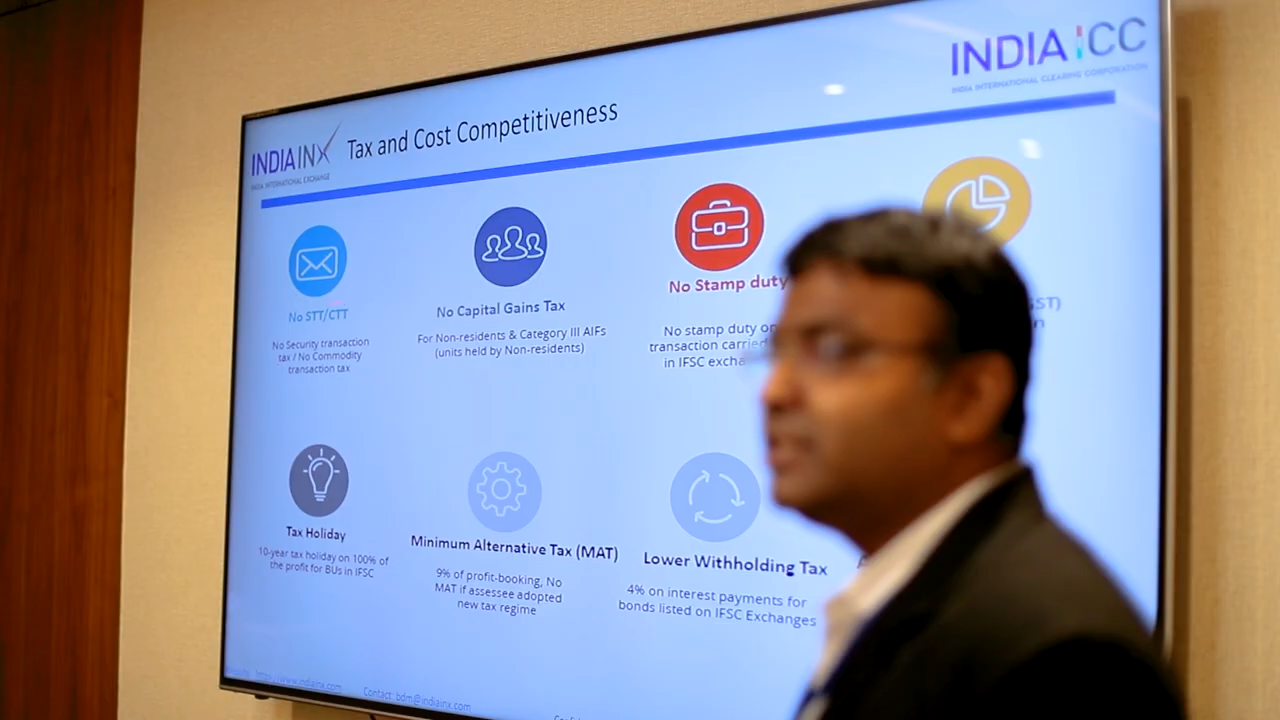 INDIA ICC
INDIA INTERNATIONAL CLEARING CORPORATION
INDIA INX
INDIA INTERNATIONAL EXCHANGE
Tax and Cost Competitiveness
No STT/CTT
No Security transaction
tax / No Commodity
transaction tax
No Capital Gains Tax
For Non-residents & Category III AIFs
(units held by Non-residents)
No Stamp duty
No stamp duty on
transaction carried
in IFSC
GST)
Tax Holiday
10-year tax holiday on 100% of
the profit for BUs in IFSC
Minimum Alternative Tax (MAT)
9% of profit-booking, No
MAT if assessee adopted
new tax regime
Lower Withholding Tax
4% on interest payments for
bonds listed on IFSC Exchanges
https://www.indiainx.com
Contact: bdm@indiainx.com